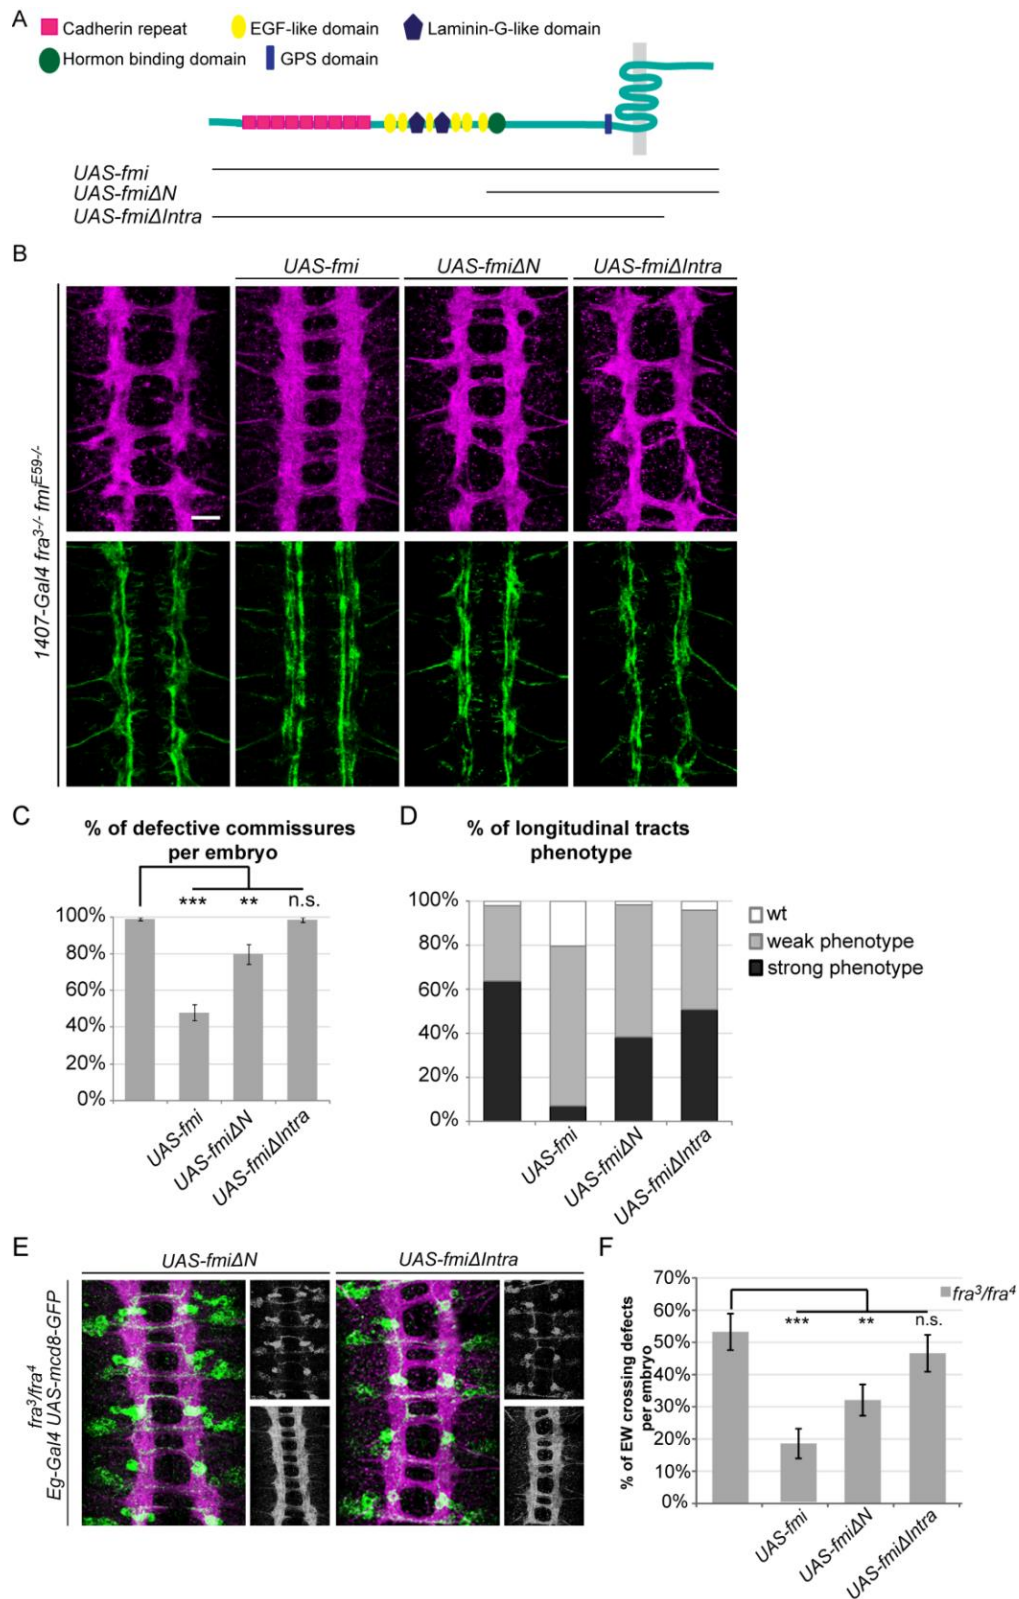 A
Cadherin repeat EGF-like domain Laminin-G-like domain
Hormon binding domain GPS domain
UAS-fmi
UAS-fmiΔN
UAS-fmiΔIntra
B
UAS-fmi UAS-fmiΔN UAS-fmiΔIntra
1407-Gal4 fra3-/- fmiE59-/-
C
% of defective commissures
per embryo
*** ** n.s.
100%
80%
60%
40%
20%
0%
UAS-fmi
UAS-fmiΔN
UAS-fmiΔIntra
D
% of longitudinal tracts
phenotype
100%
80%
60%
40%
20%
0%
wt
weak phenotype
strong phenotype
UAS-fmi
UAS-fmiΔN
UAS-fmiΔIntra
E
UAS-fmiΔN UAS-fmiΔIntra
fra3/fra4
Eg-Gal4 UAS-mcd8-GFP
F
% of EW crossing defects
per embryo
70%
60%
50%
40%
30%
20%
10%
0%
fra3/fra4
*** ** n.s.
UAS-fmi
UAS-fmiΔN
UAS-fmiΔIntra